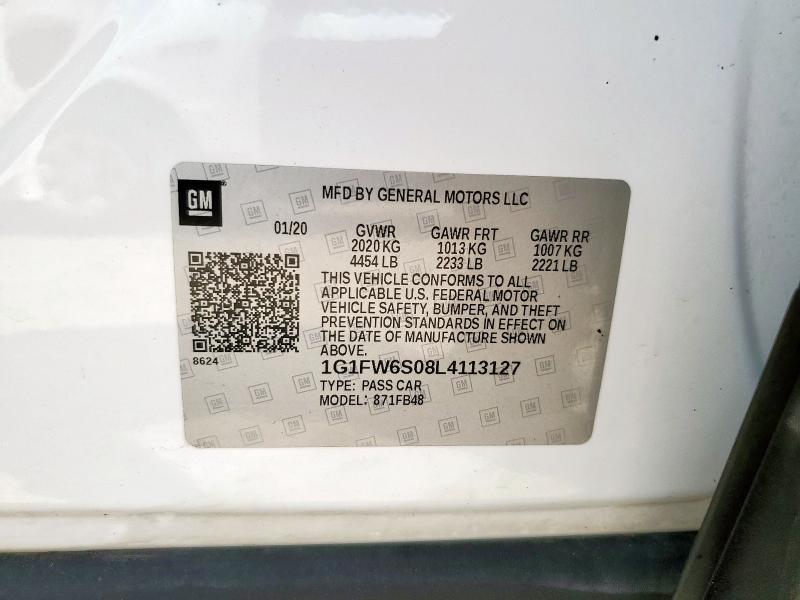 GM
MFD BY GENERAL MOTORS LLC
01/20 GVWR GAWR FRT GAWR RR
2020 KG 1013 KG 1007 KG
4454 LB 2233 LB 2221 LB
THIS VEHICLE CONFORMS TO ALL
APPLICABLE U.S. FEDERAL MOTOR
VEHICLE SAFETY, BUMPER, AND THEFT
PREVENTION STANDARDS IN EFFECT ON
THE DATE OF MANUFACTURE SHOWN
ABOVE.
8624
1G1FW6S08L4113127
TYPE: PASS CAR
MODEL: 871FB48